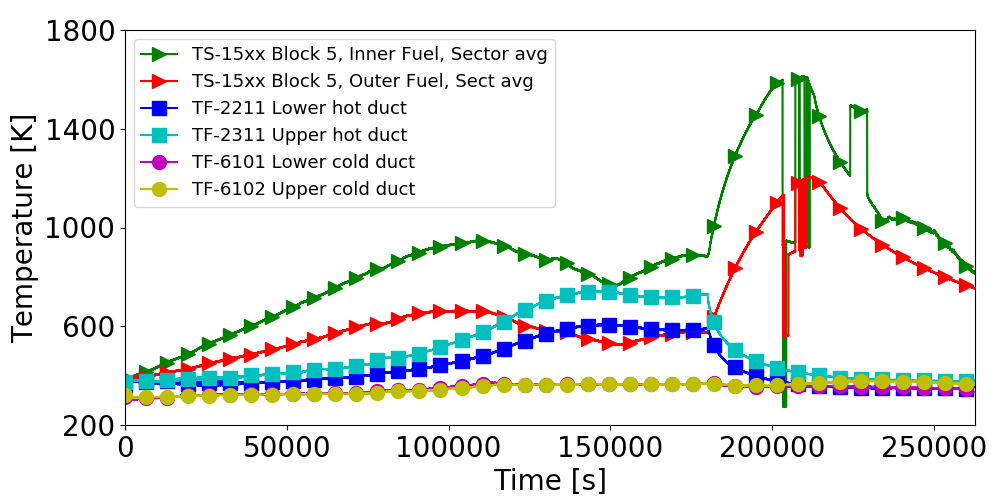 TS-15xx Block 5, Inner Fuel, Sector avg
TS-15xx Block 5, Outer Fuel, Sect avg
TF-2211 Lower hot duct
TF-2311 Upper hot duct
TF-6101 Lower cold duct
TF-6102 Upper cold duct
Temperature [K]
1800
1400
1000
600
200
0
50000
100000
150000
200000
250000
Time [s]